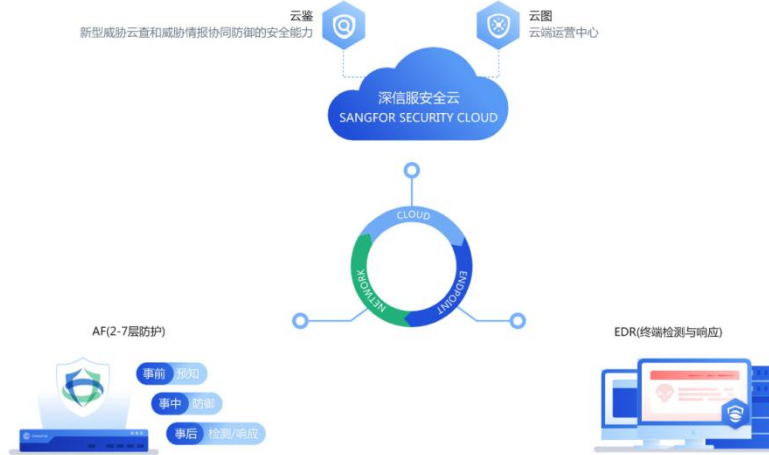 云鉴
新型威胁云查和威胁情报协同防御的安全能力
云图
云端运营中心
深信服安全云
SANGFOR SECURITY CLOUD
CLOUD
NETWORK
ENDPOINT
AF(2-7层防护)
事前 预知
事中 防御
事后 检测/响应
EDR(终端检测与响应)